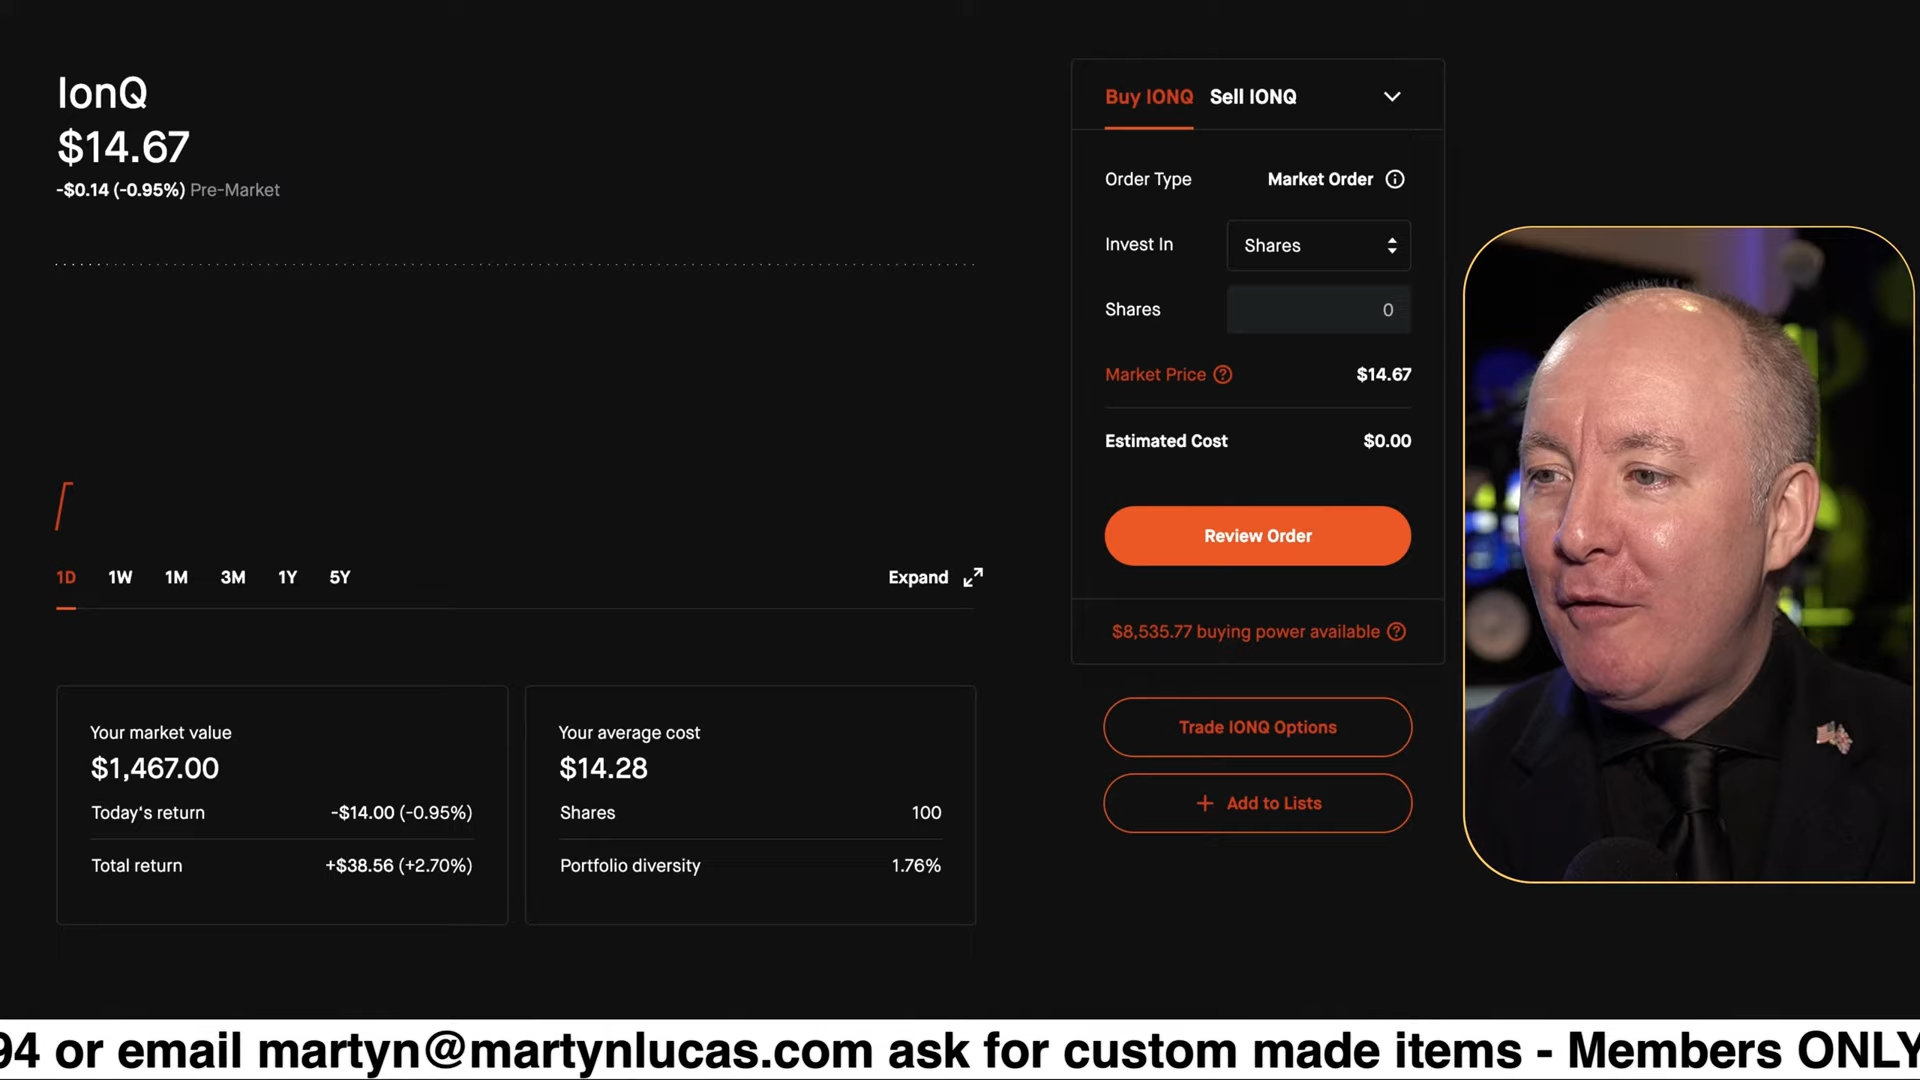 IonQ
$14.67
-$0.14 (-0.95%) Pre-Market
1D 1W 1M 3M 1Y 5Y Expand
Your market value
$1,467.00
Today's return -$14.00 (-0.95%)
Total return +$38.56 (+2.70%)
Your average cost
$14.28
Shares 100
Portfolio diversity 1.76%
Buy IONQ Sell IONQ
Order Type Market Order
Invest In Shares
Shares 0
Market Price $14.67
Estimated Cost $0.00
Review Order
$8,535.77 buying power available
Trade IONQ Options
+ Add to Lists
94 or email martyn@martynlucas.com ask for custom made items - Members ONLY